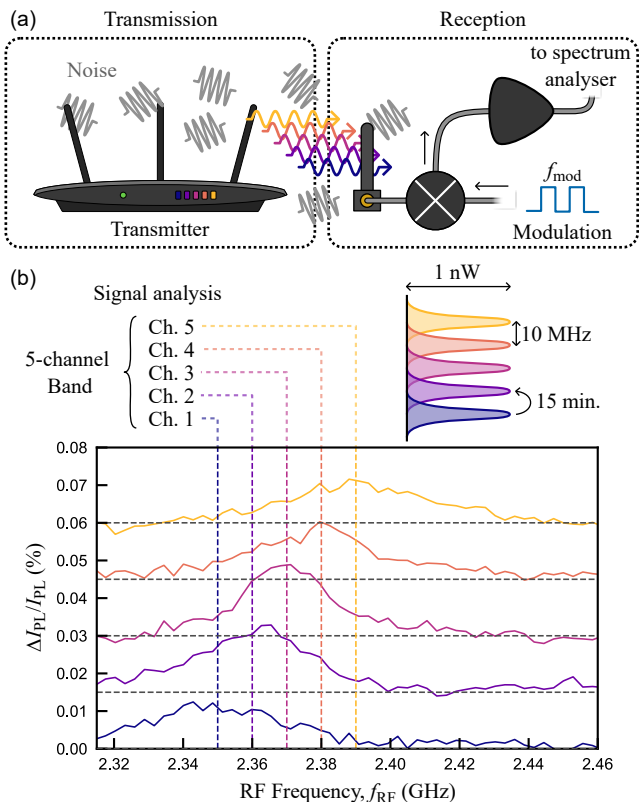 (a)
Transmission
Reception
Noise
to spectrum
analyser
f_mod
Transmitter
Modulation
(b)
Signal analysis
1 nW
5-channel
Band
Ch. 5
Ch. 4
Ch. 3
Ch. 2
Ch. 1
10 MHz
15 min.
0.08
0.07
0.06
0.05
0.04
0.03
0.02
0.01
0.00
ΔI_PL/I_PL (%)
2.32 2.34 2.36 2.38 2.40 2.42 2.44 2.46
RF Frequency, f_RF (GHz)